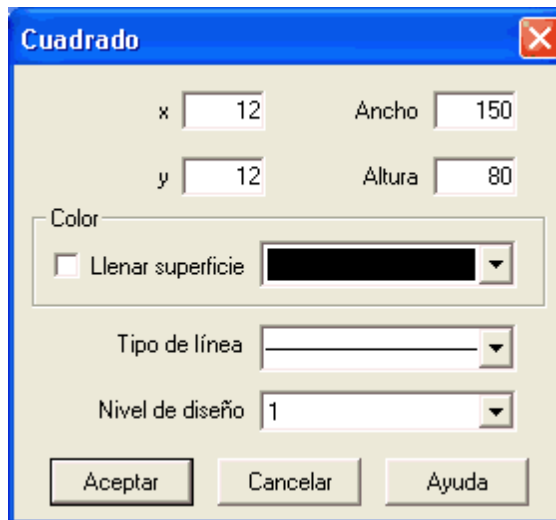 Cuadrado
x 12 Ancho 150
y 12 Altura 80
Color
Llenar superficie
Tipo de línea
Nivel de diseño 1
Aceptar Cancelar Ayuda